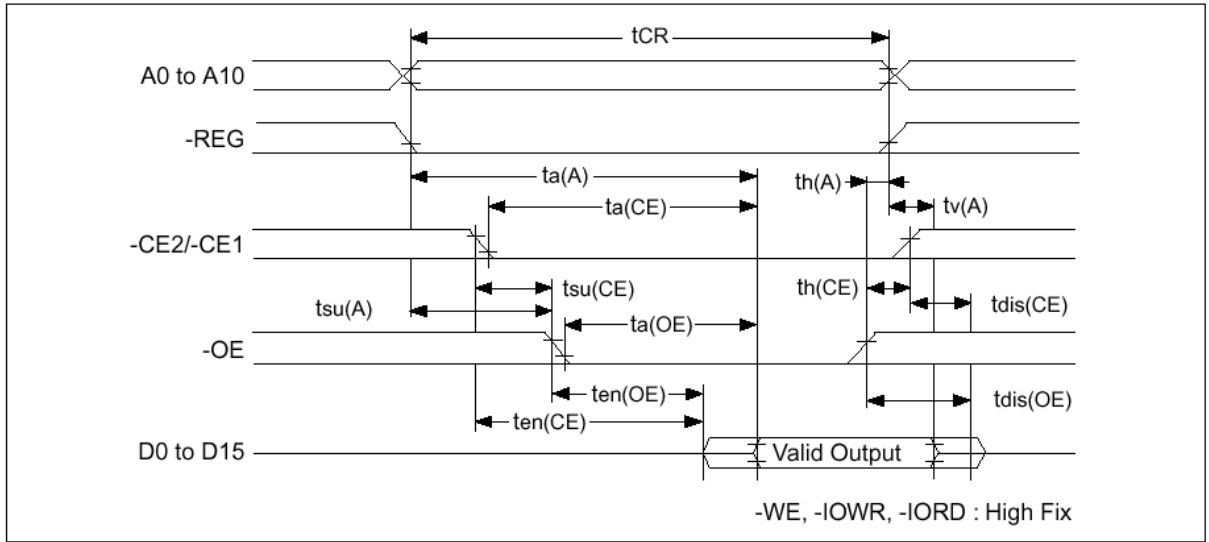 tCR
A0 to A10
-REG
ta(A)
th(A)
ta(CE)
tv(A)
-CE2/-CE1
tsu(CE)
th(CE)
tsu(A)
tdis(CE)
ta(OE)
-OE
ten(OE)
tdis(OE)
ten(CE)
D0 to D15
Valid Output
-WE, -IOWR, -IORD : High Fix